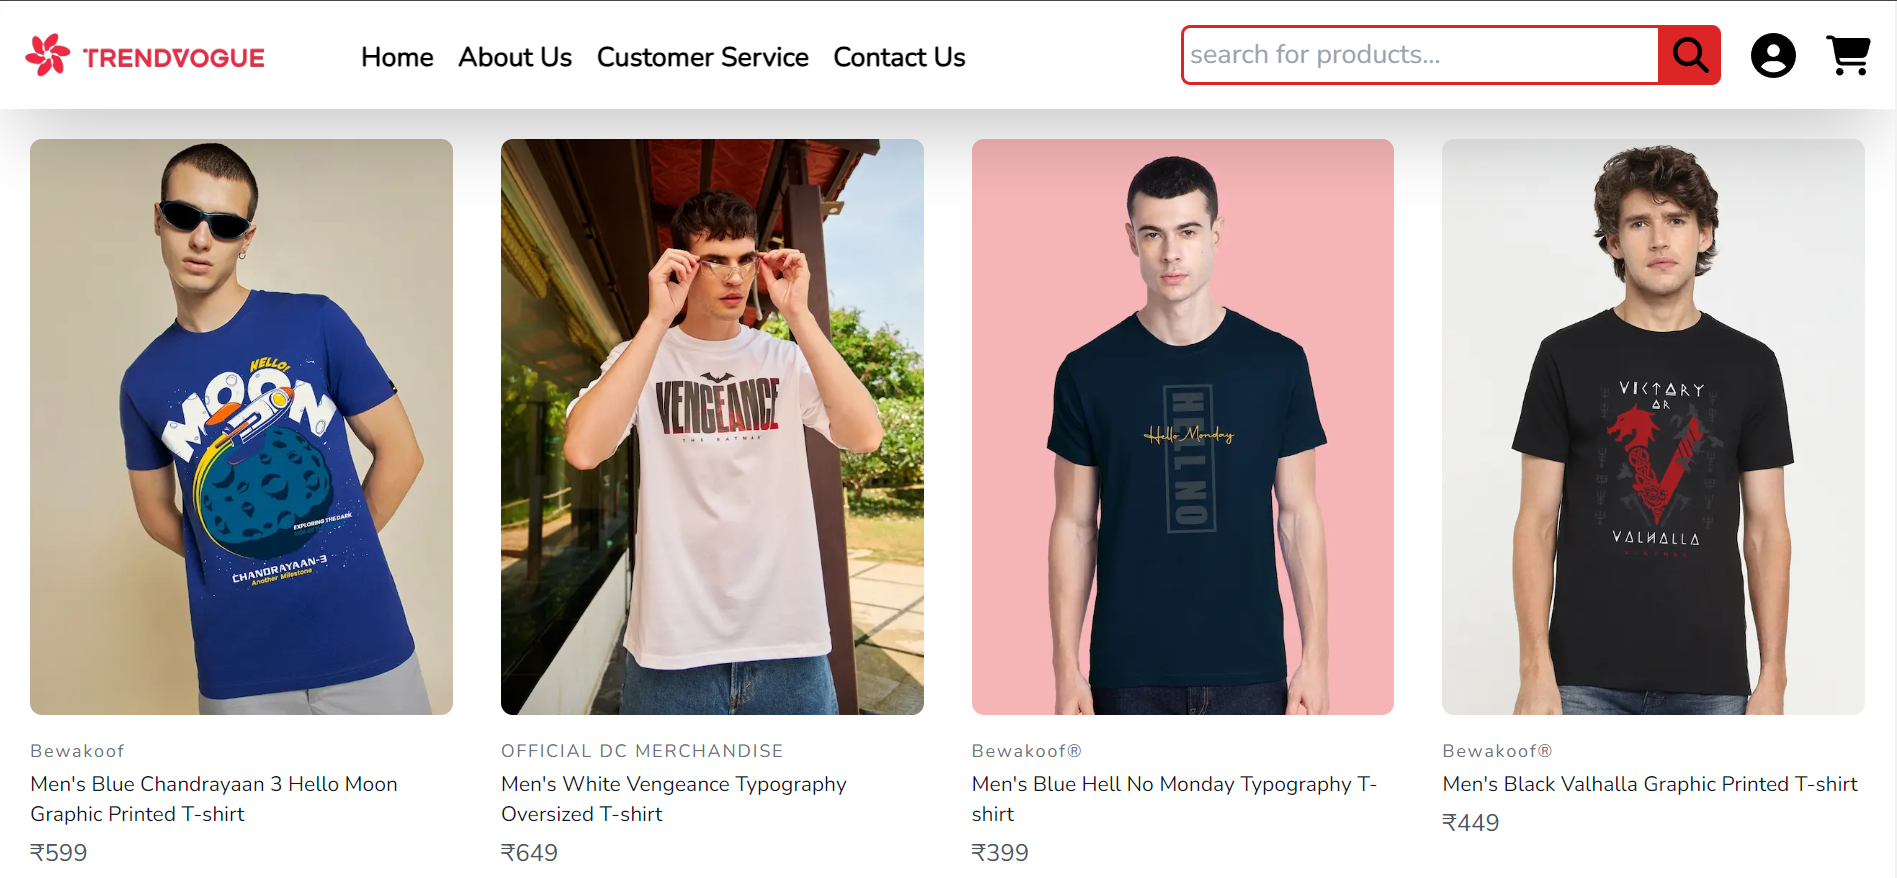 TRENDVOGUE
Home About Us Customer Service Contact Us
search for products...
HELLO!
MOON
EXPLORING THE DARK
CHANDRAYAAN-3
Another Milestone
VENGEANCE
THE BATMAN
HELL NO
Hello Monday
VICTORY
OR
VALHALLA
Bewakoof
Men's Blue Chandrayaan 3 Hello Moon
Graphic Printed T-shirt
₹599
OFFICIAL DC MERCHANDISE
Men's White Vengeance Typography
Oversized T-shirt
₹649
Bewakoof®
Men's Blue Hell No Monday Typography T-
shirt
₹399
Bewakoof®
Men's Black Valhalla Graphic Printed T-shirt
₹449